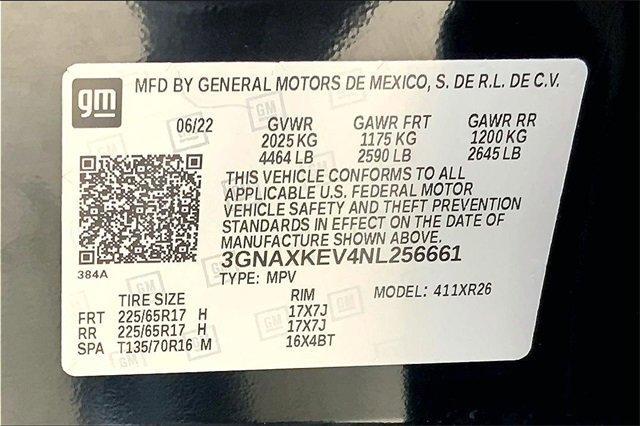 gm MFD BY GENERAL MOTORS DE MEXICO, S. DE R.L. DE C.V.
06/22 GVWR GAWR FRT GAWR RR
2025 KG 1175 KG 1200 KG
4464 LB 2590 LB 2645 LB
THIS VEHICLE CONFORMS TO ALL
APPLICABLE U.S. FEDERAL MOTOR
VEHICLE SAFETY AND THEFT PREVENTION
STANDARDS IN EFFECT ON THE DATE OF
MANUFACTURE SHOWN ABOVE.
3GNAXKEV4NL256661
384A TYPE: MPV
TIRE SIZE RIM MODEL: 411XR26
FRT 225/65R17 H 17X7J
RR 225/65R17 H 17X7J
SPA T135/70R16 M 16X4BT